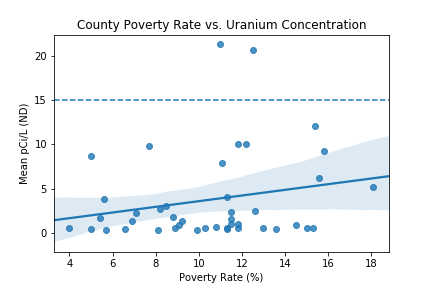 County Poverty Rate vs. Uranium Concentration
20
15
10
5
0
Mean pCi/L (ND)
4 6 8 10 12 14 16 18
Poverty Rate (%)